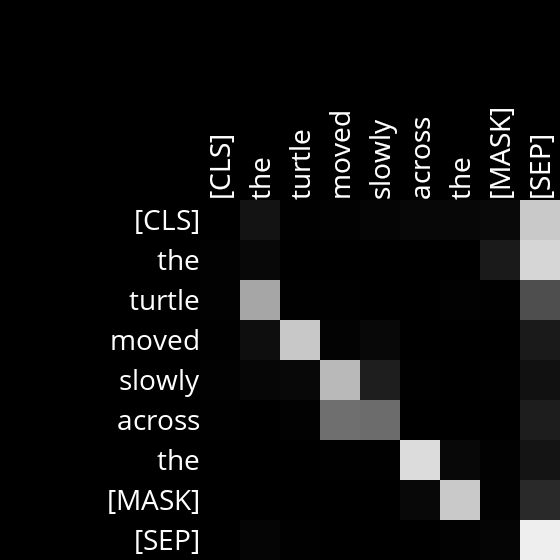 [CLS] the turtle moved slowly across the [MASK] [SEP]
[CLS]
the
turtle
moved
slowly
across
the
[MASK]
[SEP]